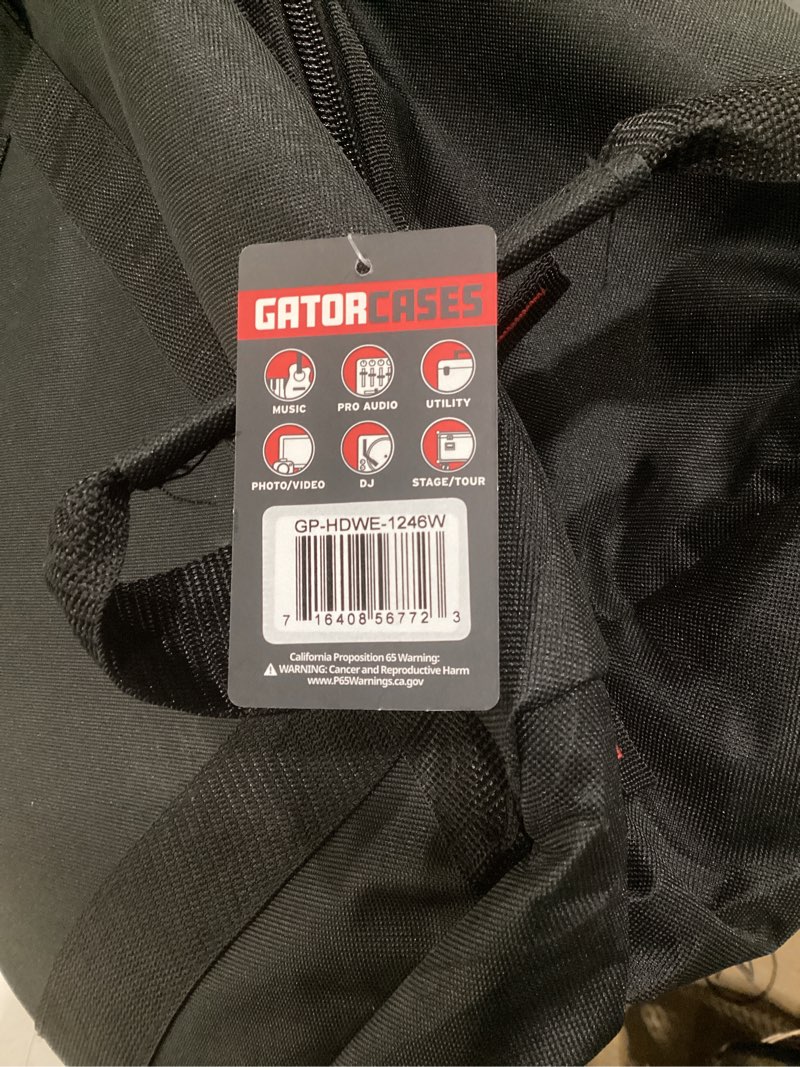 GATORCASES
MUSIC PRO AUDIO UTILITY
PHOTO/VIDEO DJ STAGE/TOUR
GP-HDWE-1246W
7 16408 56772 3
California Proposition 65 Warning:
WARNING: Cancer and Reproductive Harm
www.P65Warnings.ca.gov